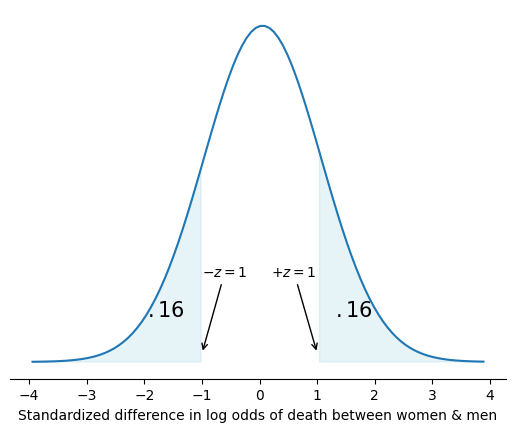 −z = 1 +z = 1
.16 .16
−4 −3 −2 −1 0 1 2 3 4
Standardized difference in log odds of death between women & men